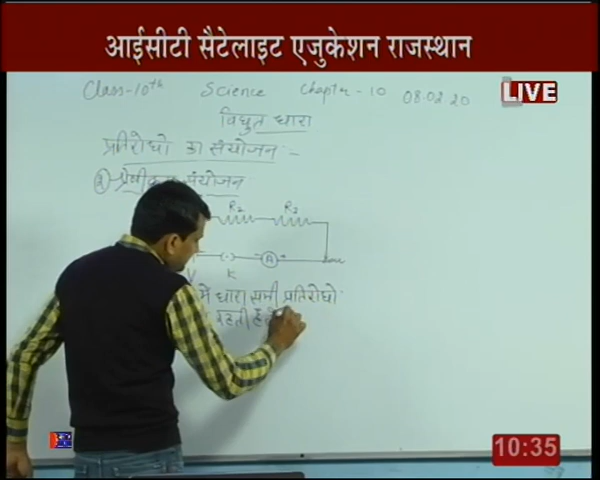 आईसीटी सैटेलाइट एजुकेशन राजस्थान
LIVE
Class-10th Science Chapter-10 08.02.20
विद्युत धारा
प्रतिरोधो का संयोजन :-
श्रेणीक्रम संयोजन
R2 R3
V K A +
में धारा सभी प्रतिरोधो
रहती है
10:35